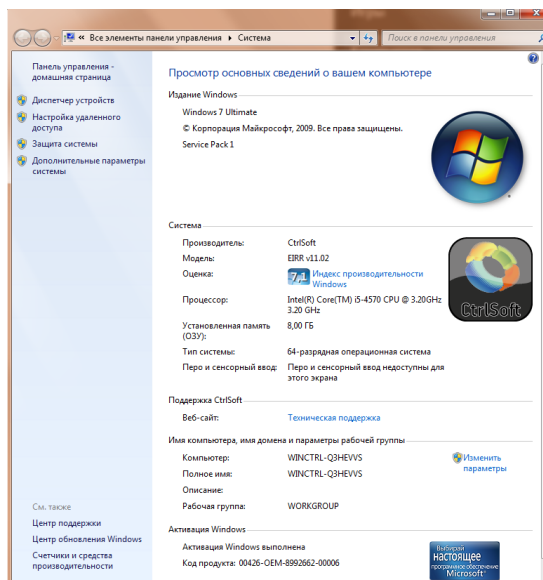 « Все элементы панели управления ▸ Система
Поиск в панели управления
Панель управления -
домашняя страница
Диспетчер устройств
Настройка удаленного
доступа
Защита системы
Дополнительные параметры
системы
Просмотр основных сведений о вашем компьютере
Издание Windows
Windows 7 Ultimate
© Корпорация Майкрософт, 2009. Все права защищены.
Service Pack 1
Система
Производитель: CtrlSoft
Модель: EIRR v11.02
Оценка: 7,1 Индекс производительности
Windows
Процессор: Intel(R) Core(TM) i5-4570 CPU @ 3.20GHz
3.20 GHz
Установленная память
(ОЗУ): 8,00 ГБ
Тип системы: 64-разрядная операционная система
Перо и сенсорный ввод: Перо и сенсорный ввод недоступны для
этого экрана
CtrlSoft
Поддержка CtrlSoft
Веб-сайт: Техническая поддержка
Имя компьютера, имя домена и параметры рабочей группы
Компьютер: WINCTRL-Q3HEVVS
Изменить
параметры
Полное имя: WINCTRL-Q3HEVVS
Описание:
Рабочая группа: WORKGROUP
Активация Windows
Активация Windows выполнена
Код продукта: 00426-OEM-8992662-00006
Выбирай
настоящее
программное обеспечение
Microsoft
См. также
Центр поддержки
Центр обновления Windows
Счетчики и средства
производительности